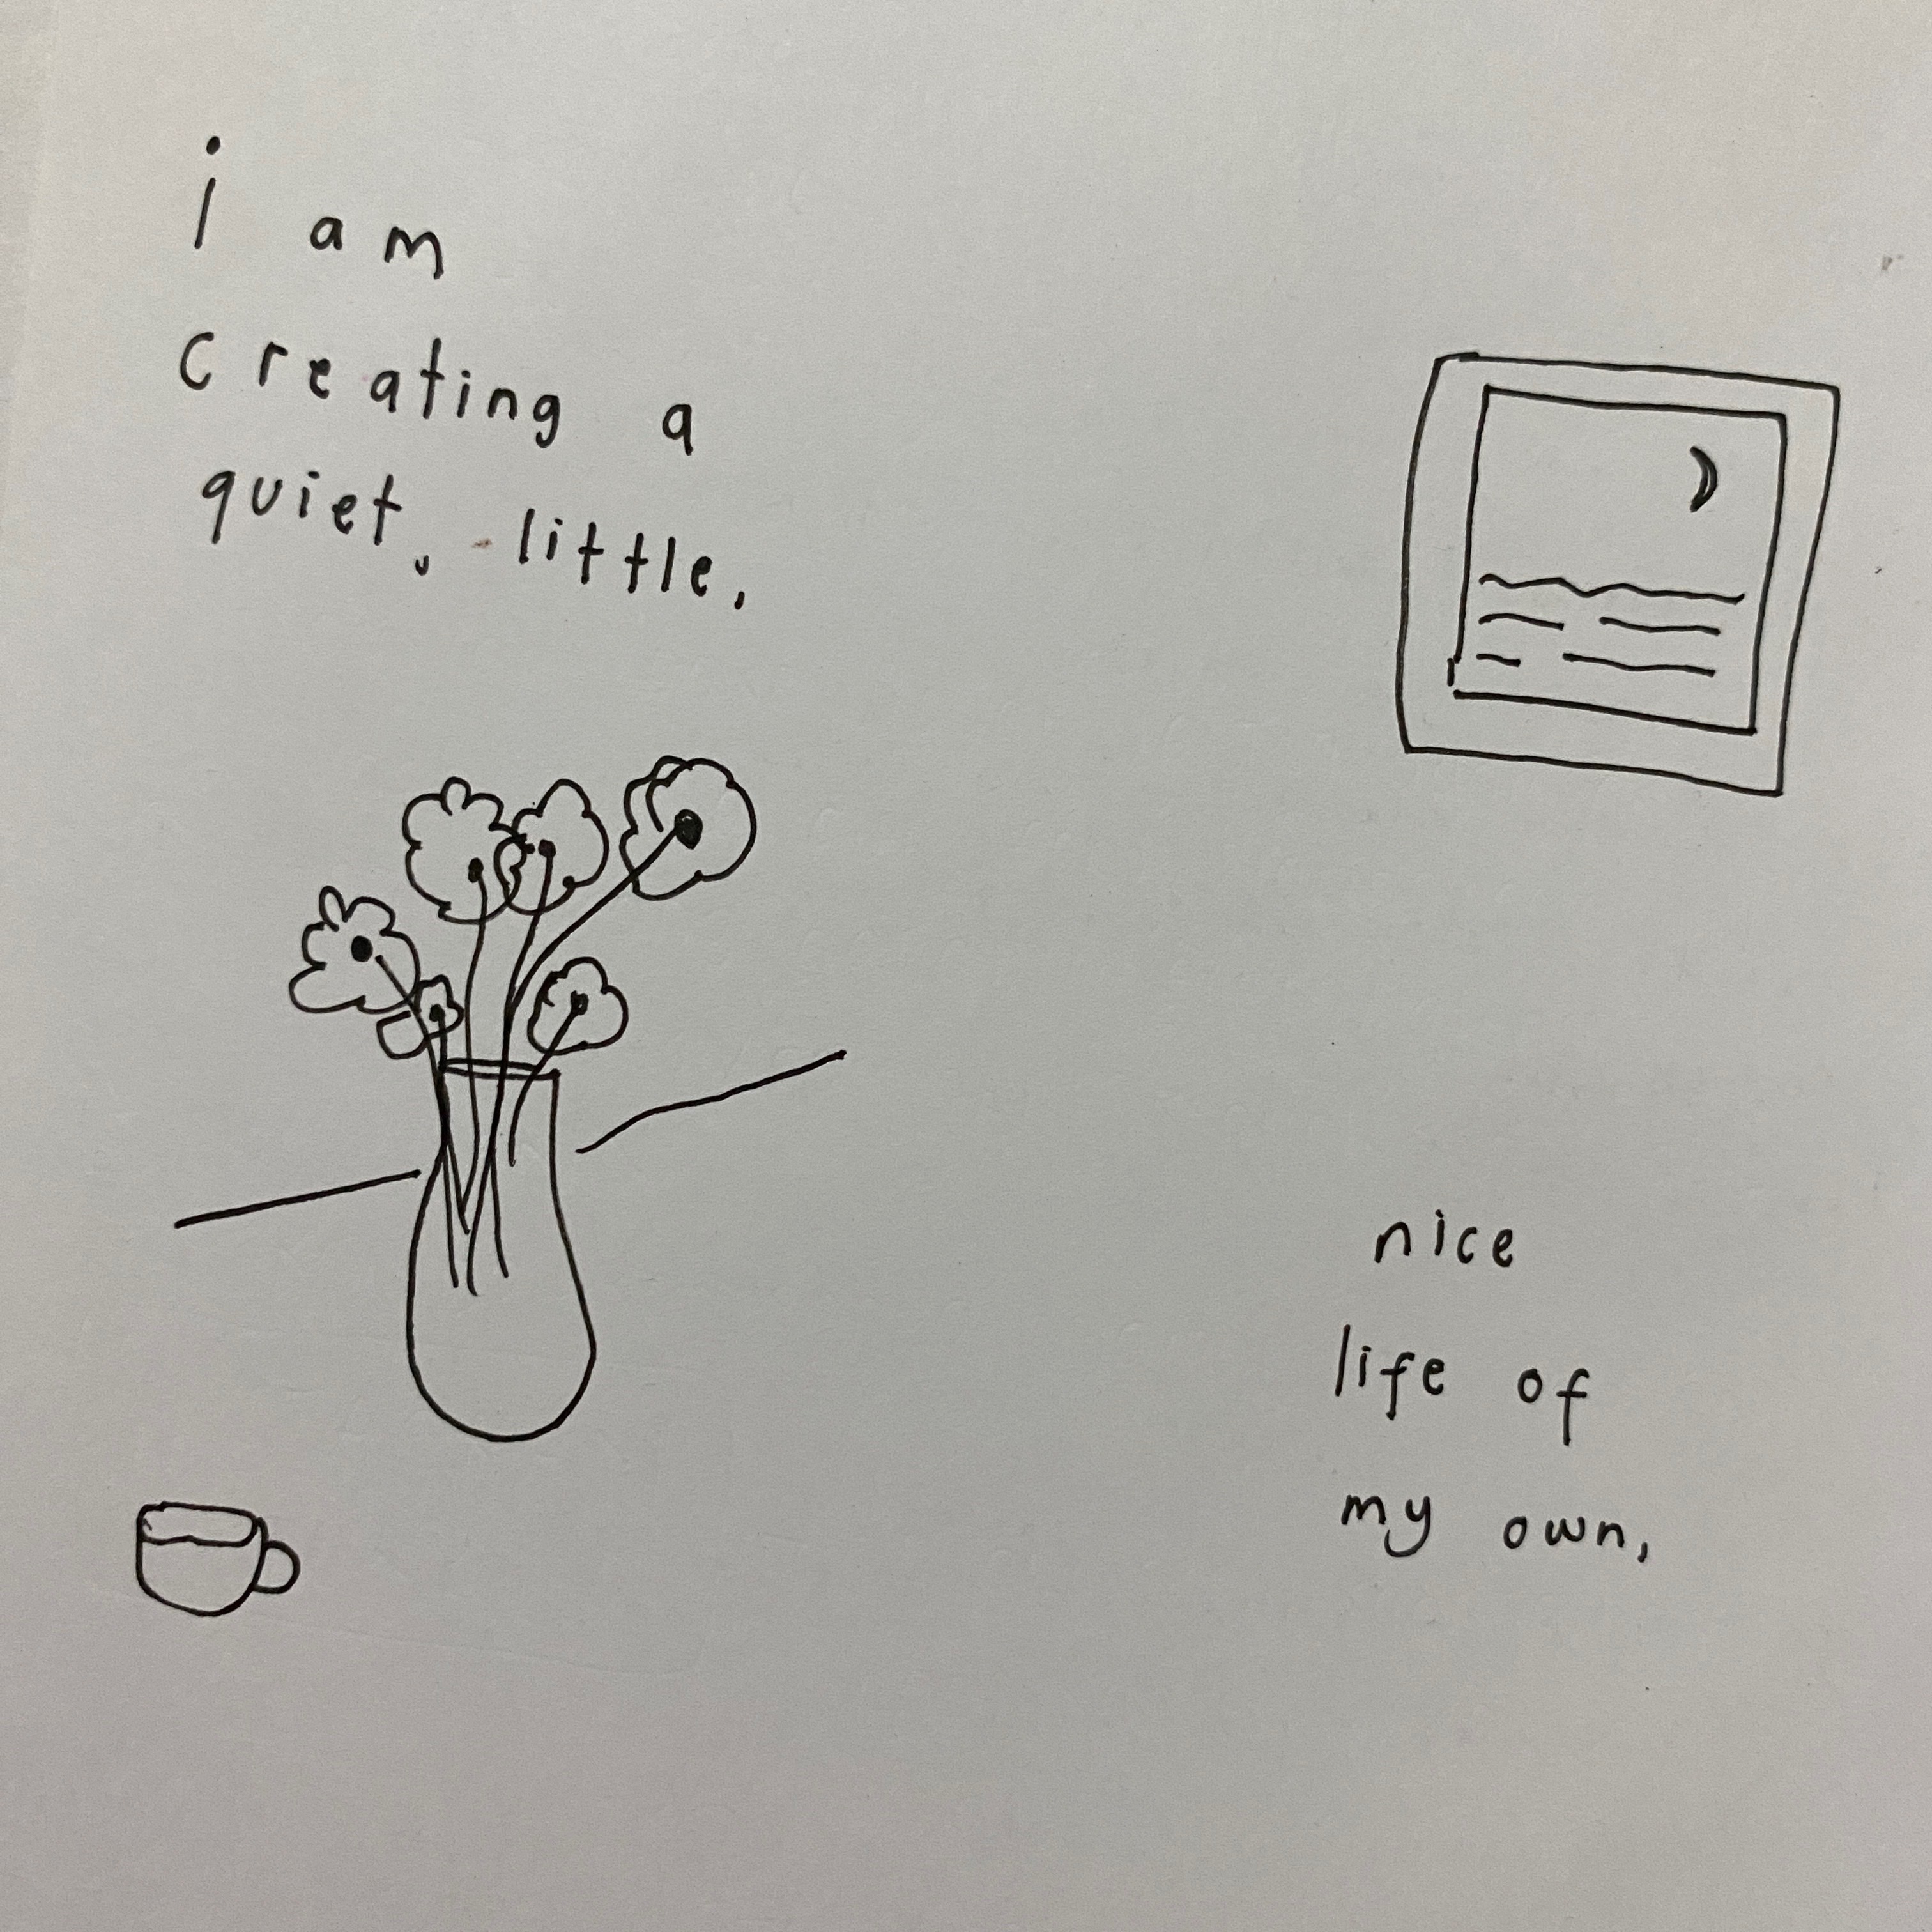 i am
creating a
quiet, little,
nice
life of
my own,